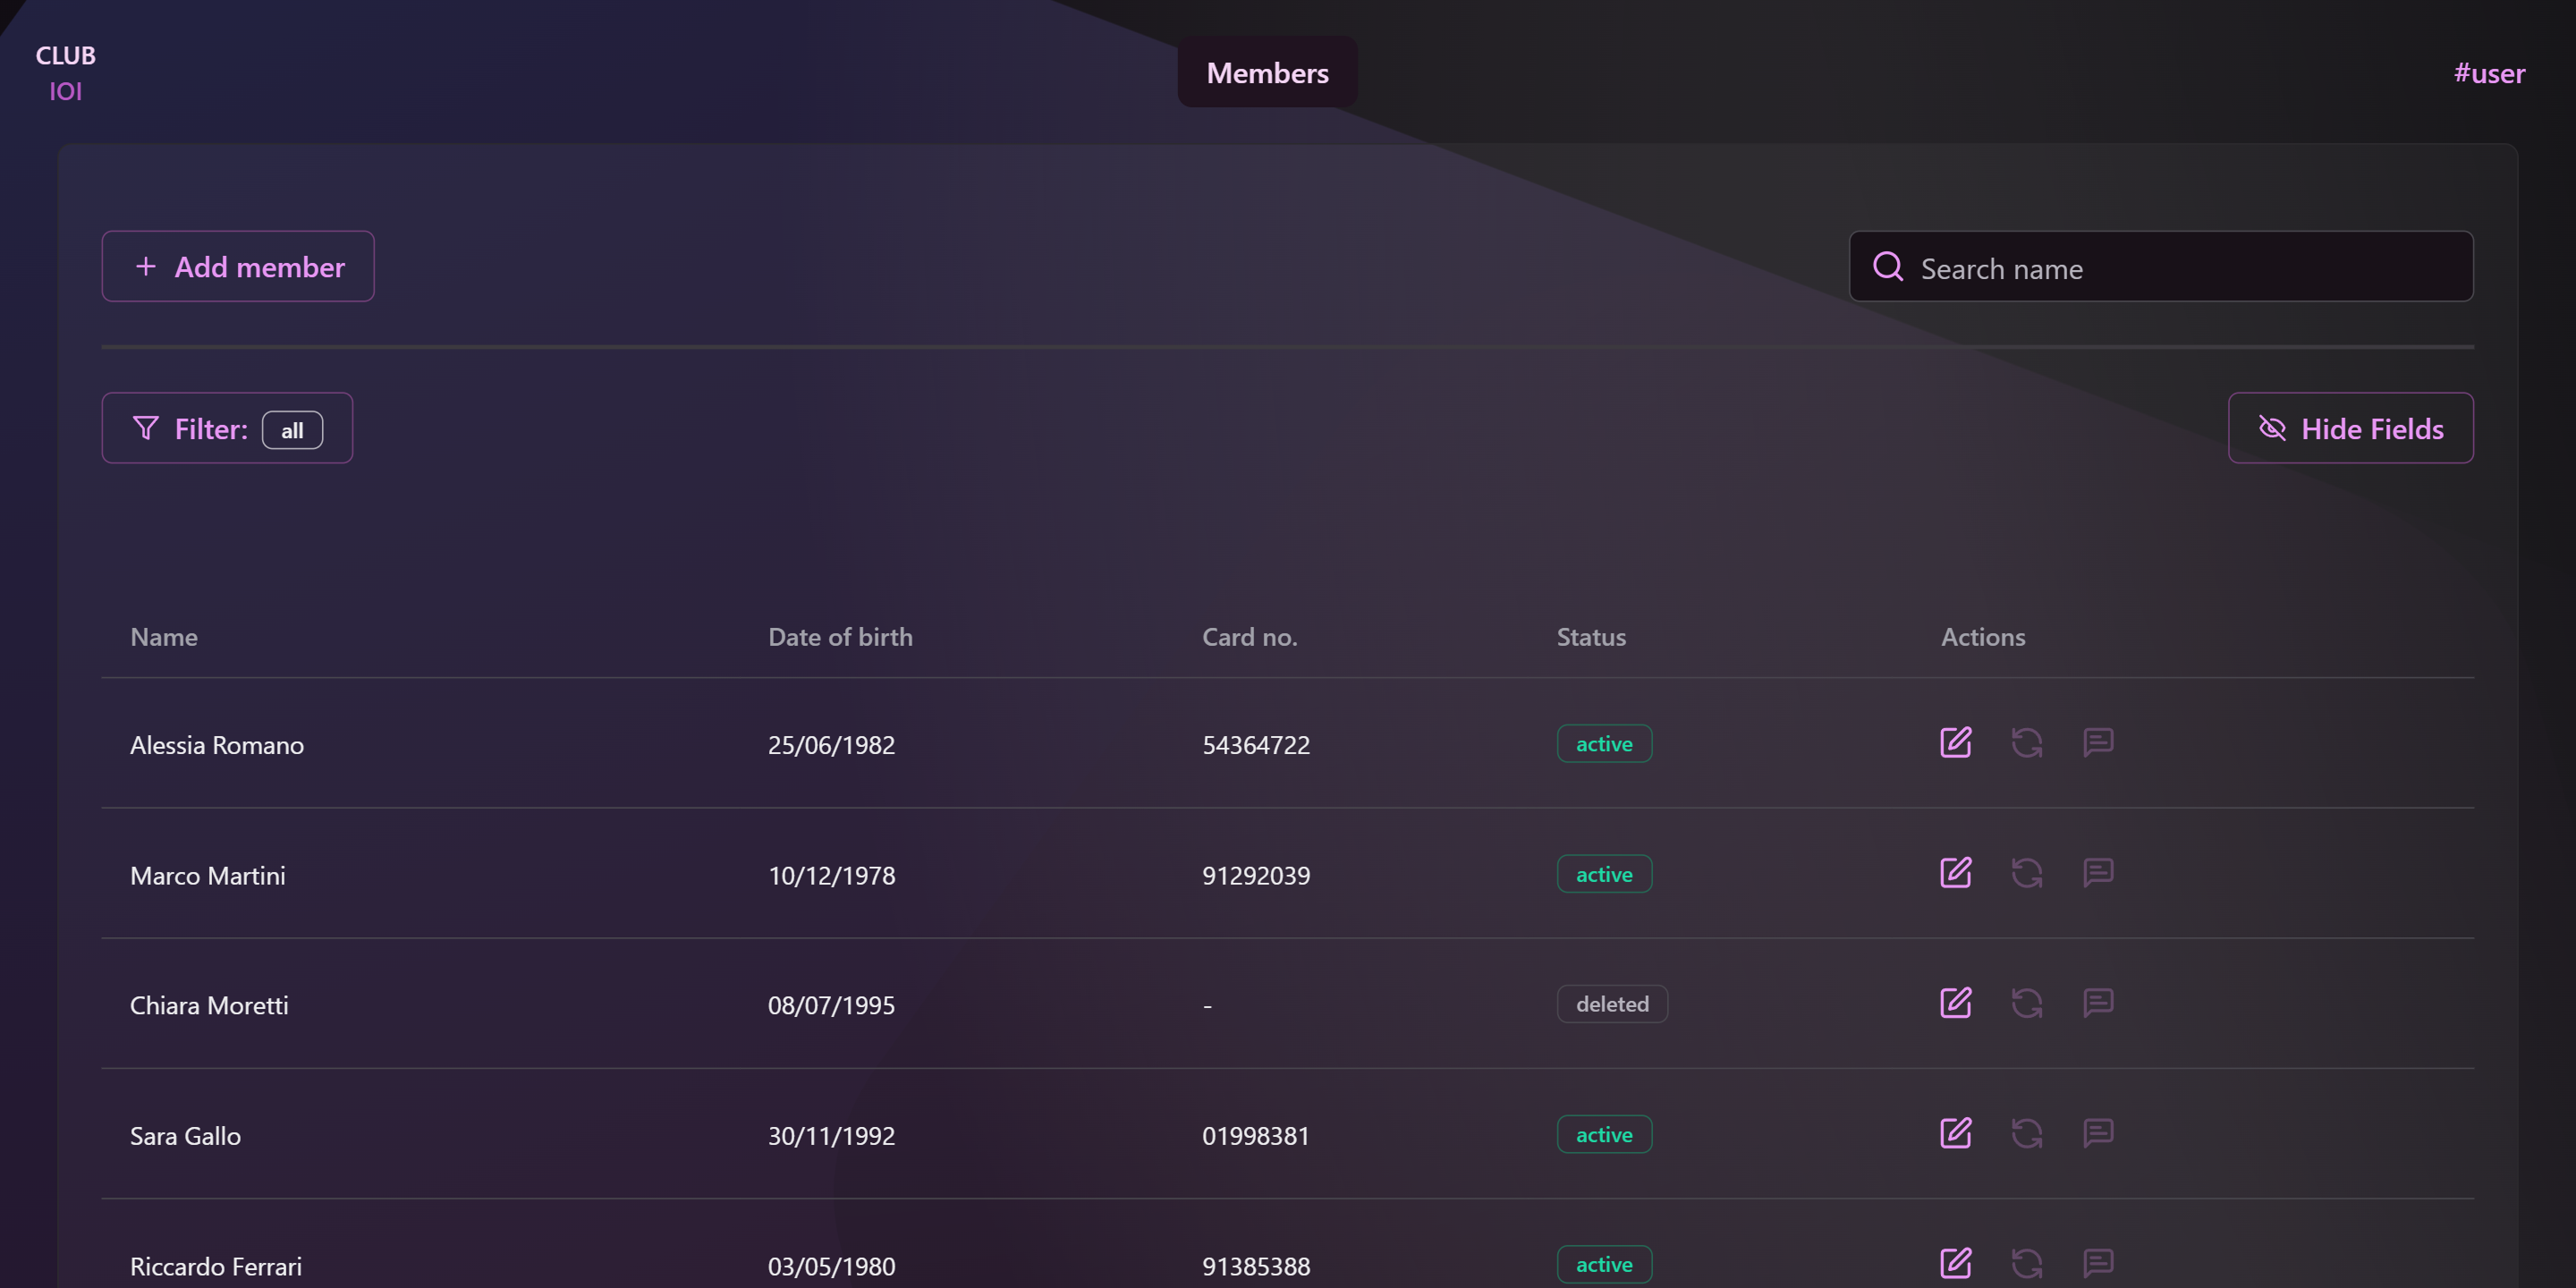 CLUB
IOI
Members
#user
Add member
Search name
Filter: all
Hide Fields
Name Date of birth Card no. Status Actions
Alessia Romano 25/06/1982 54364722 active
Marco Martini 10/12/1978 91292039 active
Chiara Moretti 08/07/1995 - deleted
Sara Gallo 30/11/1992 01998381 active
Riccardo Ferrari 03/05/1980 91385388 active